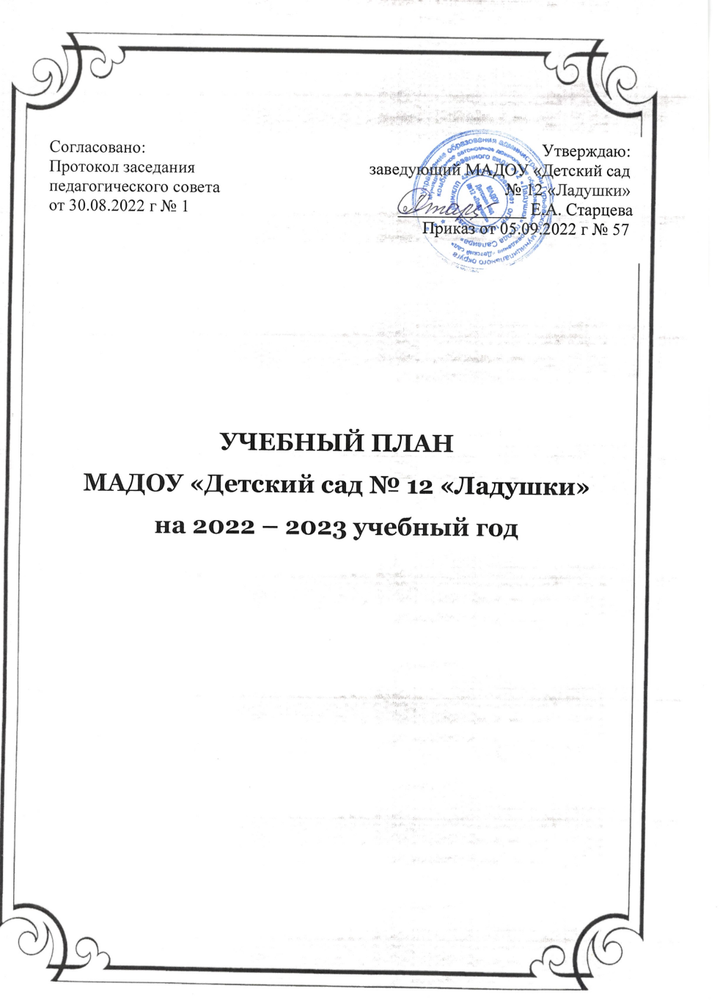 Согласовано:
Протокол заседания
педагогического совета
от 30.08.2022 г № 1
Утверждаю:
заведующий МАДОУ «Детский сад
№ 12 «Ладушки»
Е.А. Старцева
Приказ от 05.09.2022 г № 57
УЧЕБНЫЙ ПЛАН
МАДОУ «Детский сад № 12 «Ладушки»
на 2022 – 2023 учебный год